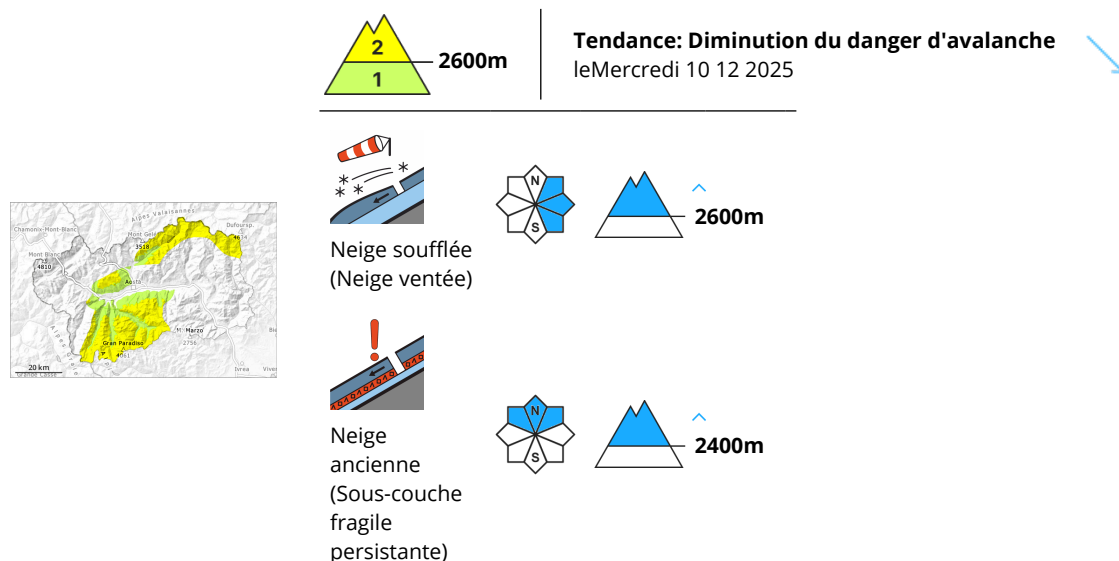 2
1
2600m
Tendance: Diminution du danger d'avalanche
leMercredi 10 12 2025
N
S
2600m
Neige soufflée
(Neige ventée)
Alpes Valaisannes
Chamonix-Mont-Blanc
Mont Gelé
3518
Dufoursp.
Mont Blanc
4810
Aosta
M. Marzo
2756
Gran Paradiso
4061
20 km
Ivrea
N
S
2400m
Neige
ancienne
(Sous-couche
fragile
persistante)